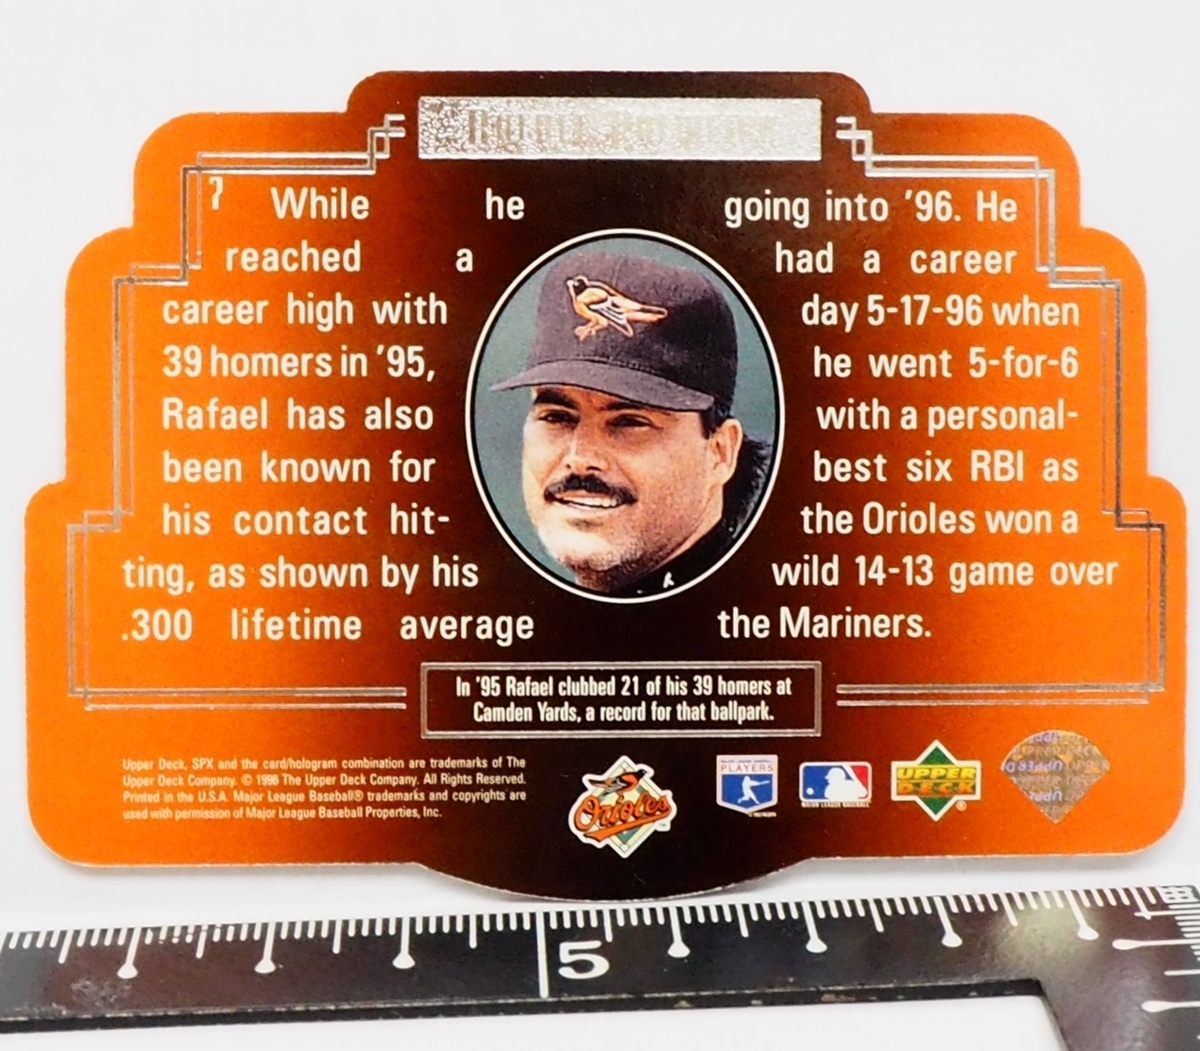 RAFAEL PALMEIRO
7
While he
reached a
career high with
39 homers in '95,
Rafael has also
been known for
his contact hit-
ting, as shown by his
.300 lifetime average
going into '96. He
had a career
day 5-17-96 when
he went 5-for-6
with a personal-
best six RBI as
the Orioles won a
wild 14-13 game over
the Mariners.
In '95 Rafael clubbed 21 of his 39 homers at
Camden Yards, a record for that ballpark.
Upper Deck, SPX and the card/hologram combination are trademarks of The
Upper Deck Company. © 1996 The Upper Deck Company. All Rights Reserved.
Printed in the U.S.A. Major League Baseball® trademarks and copyrights are
used with permission of Major League Baseball Properties, Inc.
Orioles
PLAYERS
MAJOR LEAGUE BASEBALL
UPPER
DECK
5